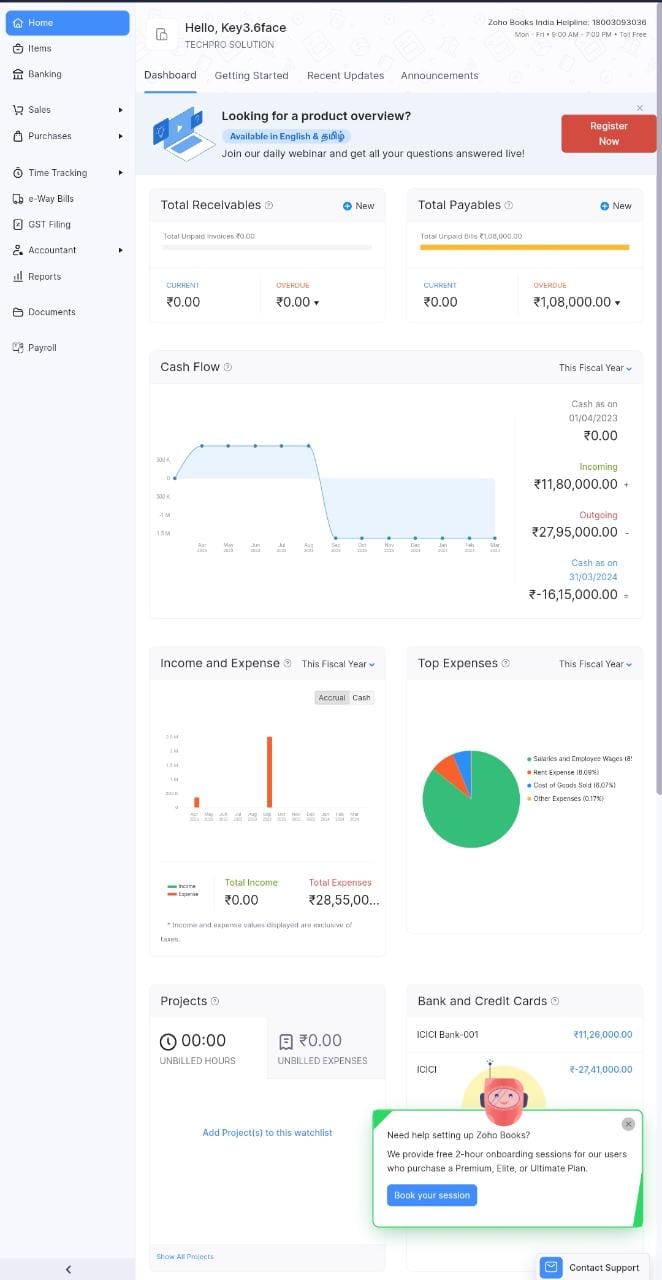 Home
Items
Banking
Sales
Purchases
Time Tracking
e-Way Bills
GST Filing
Accountant
Reports
Documents
Payroll
Hello, Key3.6face
TECHPRO SOLUTION
Zoho Books India Helpline: 18003093036
Mon - Fri • 9:00 AM - 7:00 PM • Toll Free
Dashboard Getting Started Recent Updates Announcements
Looking for a product overview?
Available in English & தமிழ்
Join our daily webinar and get all your questions answered live!
Register
Now
Total Receivables
New
Total Unpaid Invoices ₹0.00
CURRENT OVERDUE
₹0.00 ₹0.00
Total Payables
New
Total Unpaid Bills ₹1,08,000.00
CURRENT OVERDUE
₹0.00 ₹1,08,000.00
Cash Flow
This Fiscal Year
500 K
0
500 K
-1 M
1.5 M
Apr May Jun Jul Aug Sep Oct Nov Dec Jan Feb Mar
2023 2023 2023 2023 2023 2023 2023 2023 2023 2024 2024 2024
Cash as on
01/04/2023
₹0.00
Incoming
₹11,80,000.00 +
Outgoing
₹27,95,000.00 -
Cash as on
31/03/2024
₹-16,15,000.00 =
Income and Expense
This Fiscal Year
Accrual Cash
2.5 M
2 M
1.5 M
1 M
500 K
0
Apr May Jun Jul Aug Sep Oct Nov Dec Jan Feb Mar
2023 2023 2023 2023 2023 2023 2023 2023 2023 2024 2024 2024
Income
Expense
Total Income
₹0.00
Total Expenses
₹28,55,00...
* Income and expense values displayed are exclusive of
taxes.
Top Expenses
This Fiscal Year
Salaries and Employee Wages (8
Rent Expense (8.09%)
Cost of Goods Sold (6.07%)
Other Expenses (0.17%)
Projects
00:00
UNBILLED HOURS
₹0.00
UNBILLED EXPENSES
Add Project(s) to this watchlist
Show All Projects
Bank and Credit Cards
ICICI Bank-001 ₹11,26,000.00
ICICI ₹-27,41,000.00
Need help setting up Zoho Books?
We provide free 2-hour onboarding sessions for our users
who purchase a Premium, Elite, or Ultimate Plan.
Book your session
Contact Support